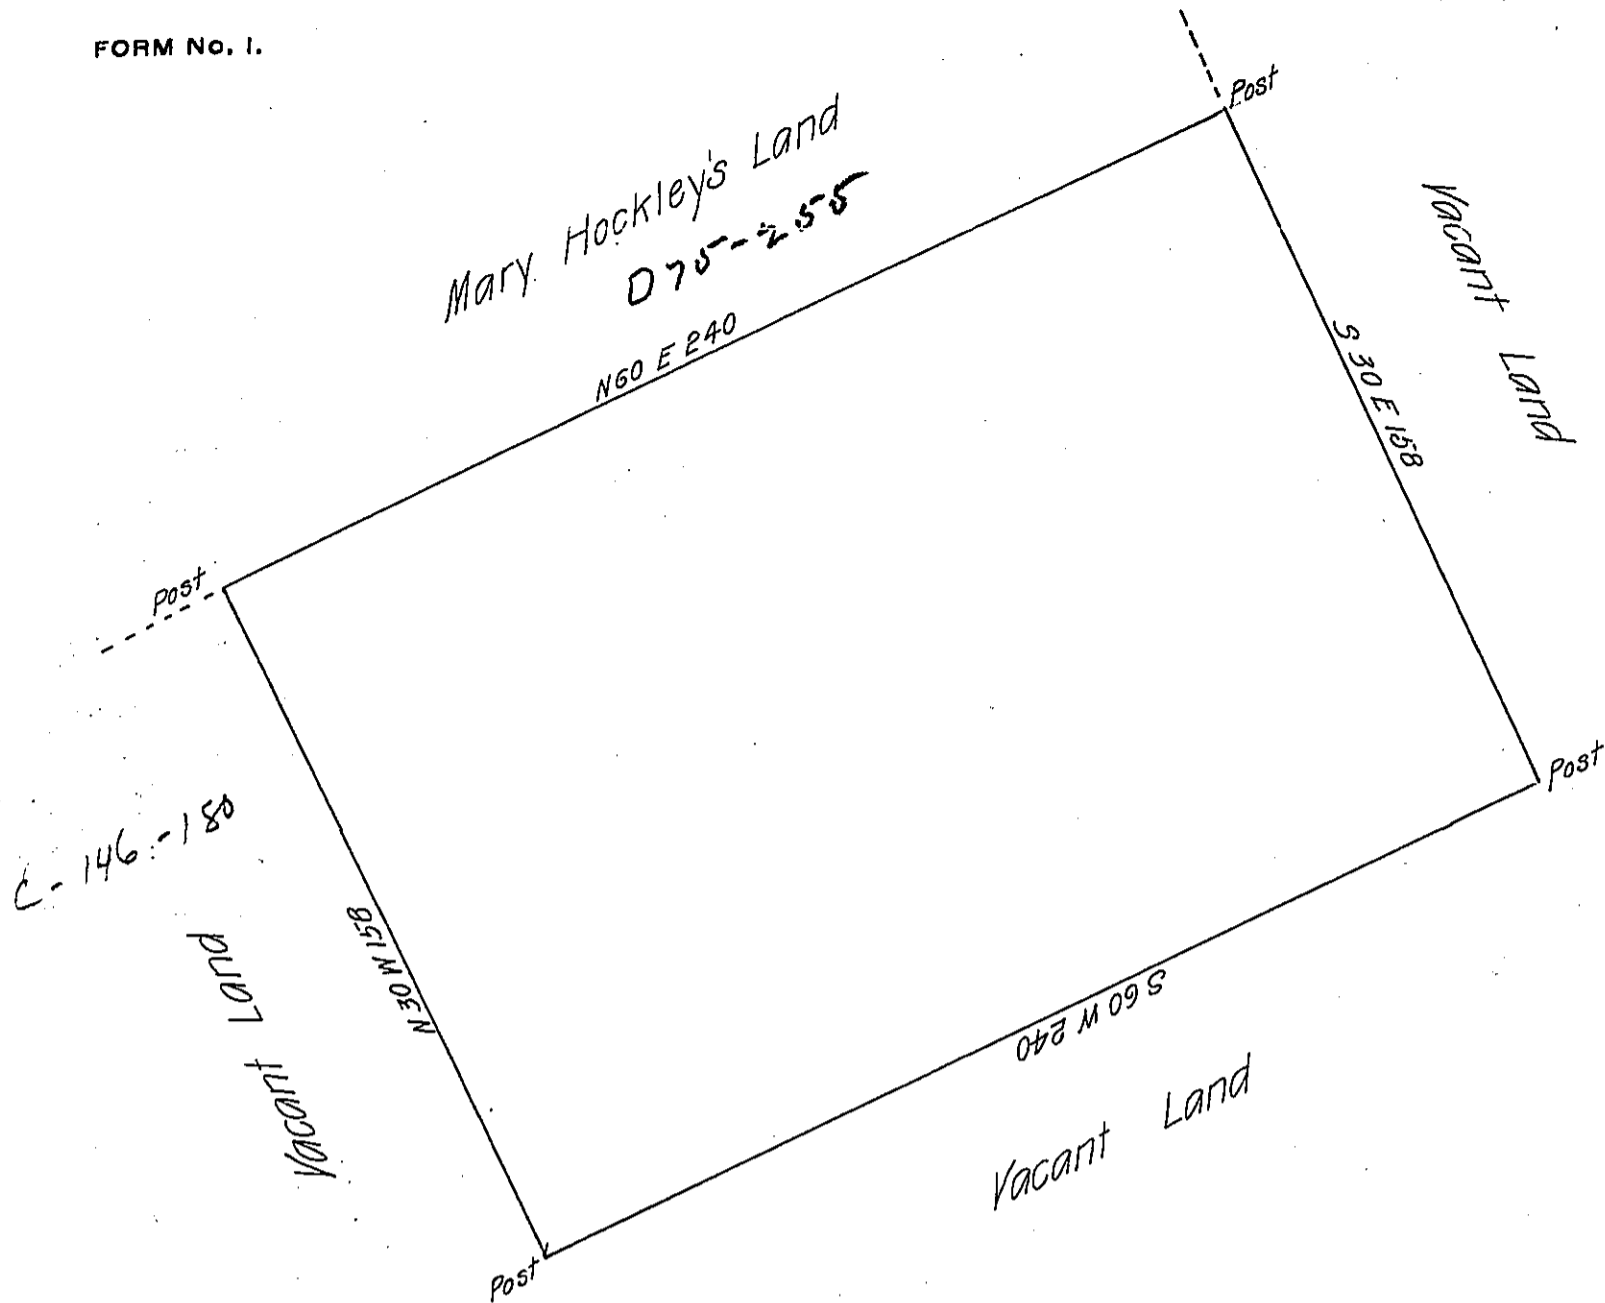 FORM No. 1.
Post
Mary Hockley's Land
D75-255
N60 E 240
Vacant Land
S 30 E 158
Post
Post
C-146-180
N 30 W 158
Vacant Land
S 60 W 240
Vacant Land
Post